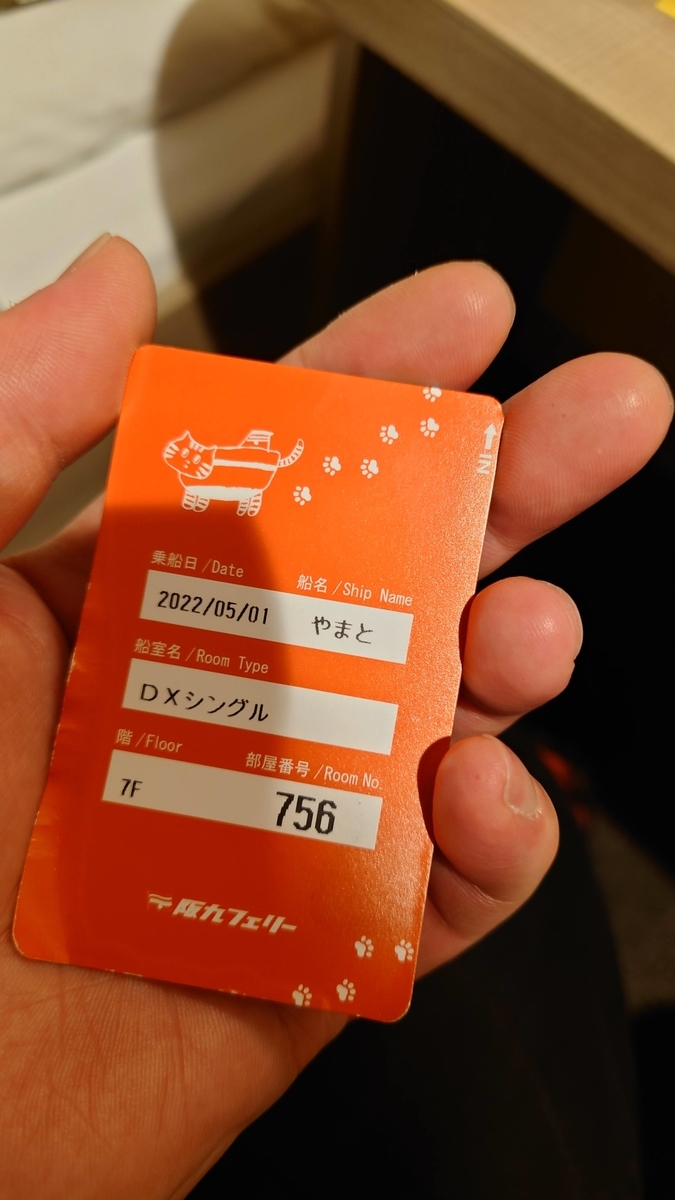 ↑IN
乗船日/Date 船名/Ship Name
2022/05/01 やまと
船室名/Room Type
DXシングル
階/Floor 部屋番号/Room No.
7F 756
阪九フェリー